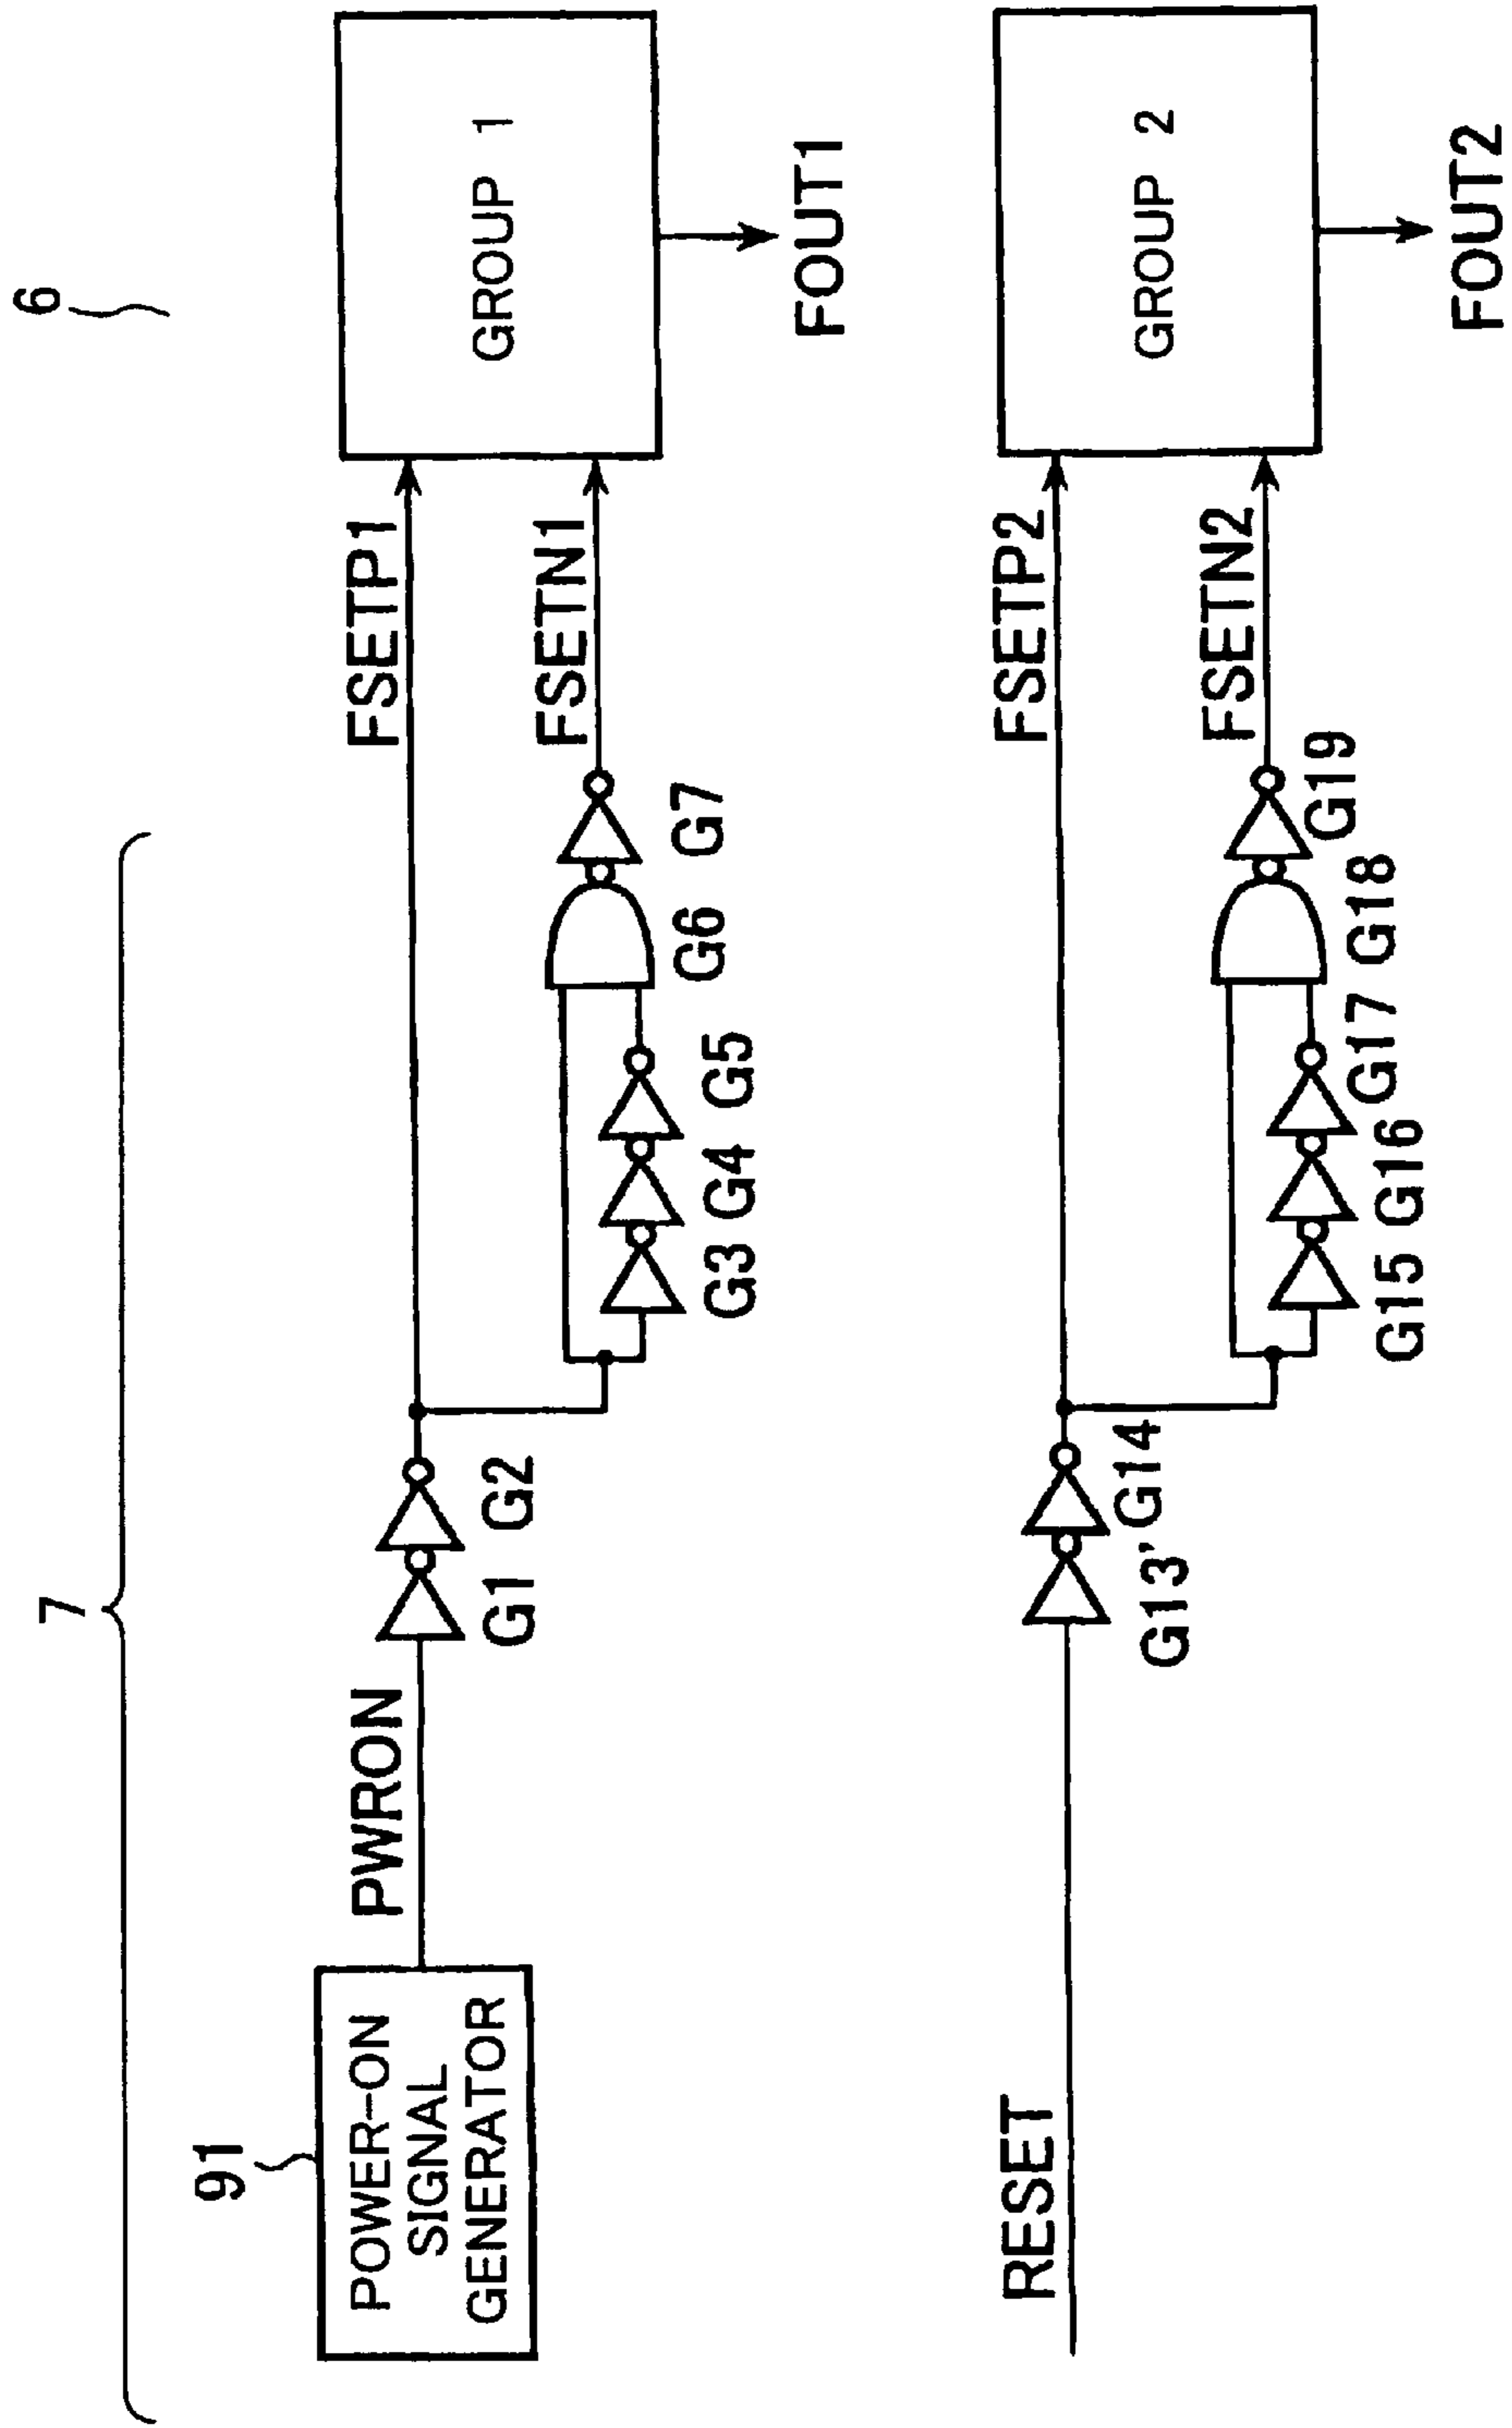 7
6
91
POWER-ON
SIGNAL
GENERATOR
PWRON
G1 G2
FSETP1
G3 G4 G5
G6 G7
FSETN1
GROUP 1
FOUT1
RESET
G13' G14
FSETP2
G15 G16 G17 G18 G19
FSETN2
GROUP 2
FOUT2